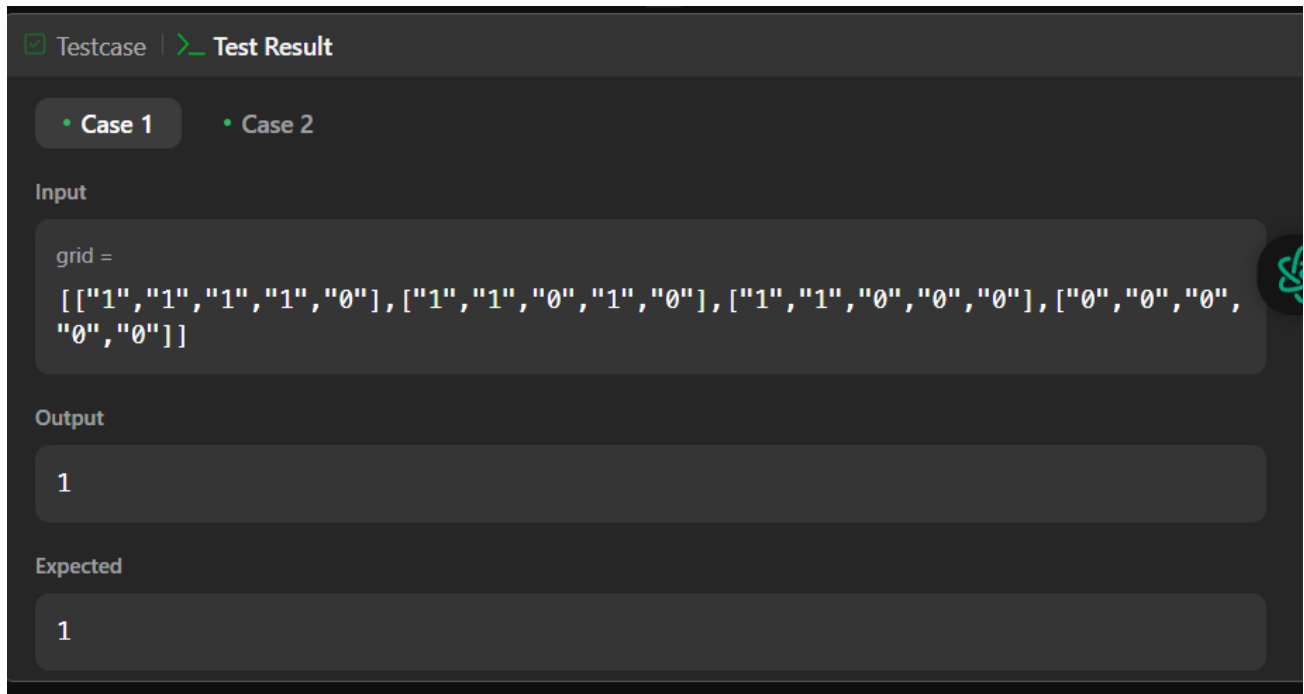 Testcase | >_ Test Result
• Case 1 • Case 2
Input
grid =
[["1","1","1","1","0"],["1","1","0","1","0"],["1","1","0","0","0"],["0","0","0",
"0","0"]]
Output
1
Expected
1